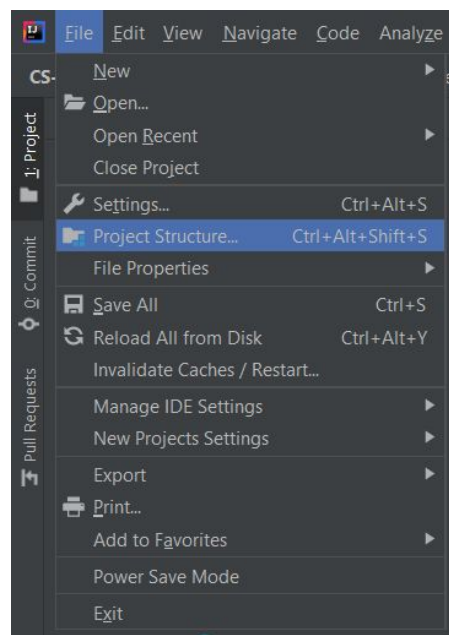 File Edit View Navigate Code Analyze
CS-
1: Project
0: Commit
Pull Requests
New
Open...
Open Recent
Close Project
Settings... Ctrl+Alt+S
Project Structure... Ctrl+Alt+Shift+S
File Properties
Save All Ctrl+S
Reload All from Disk Ctrl+Alt+Y
Invalidate Caches / Restart...
Manage IDE Settings
New Projects Settings
Export
Print...
Add to Favorites
Power Save Mode
Exit